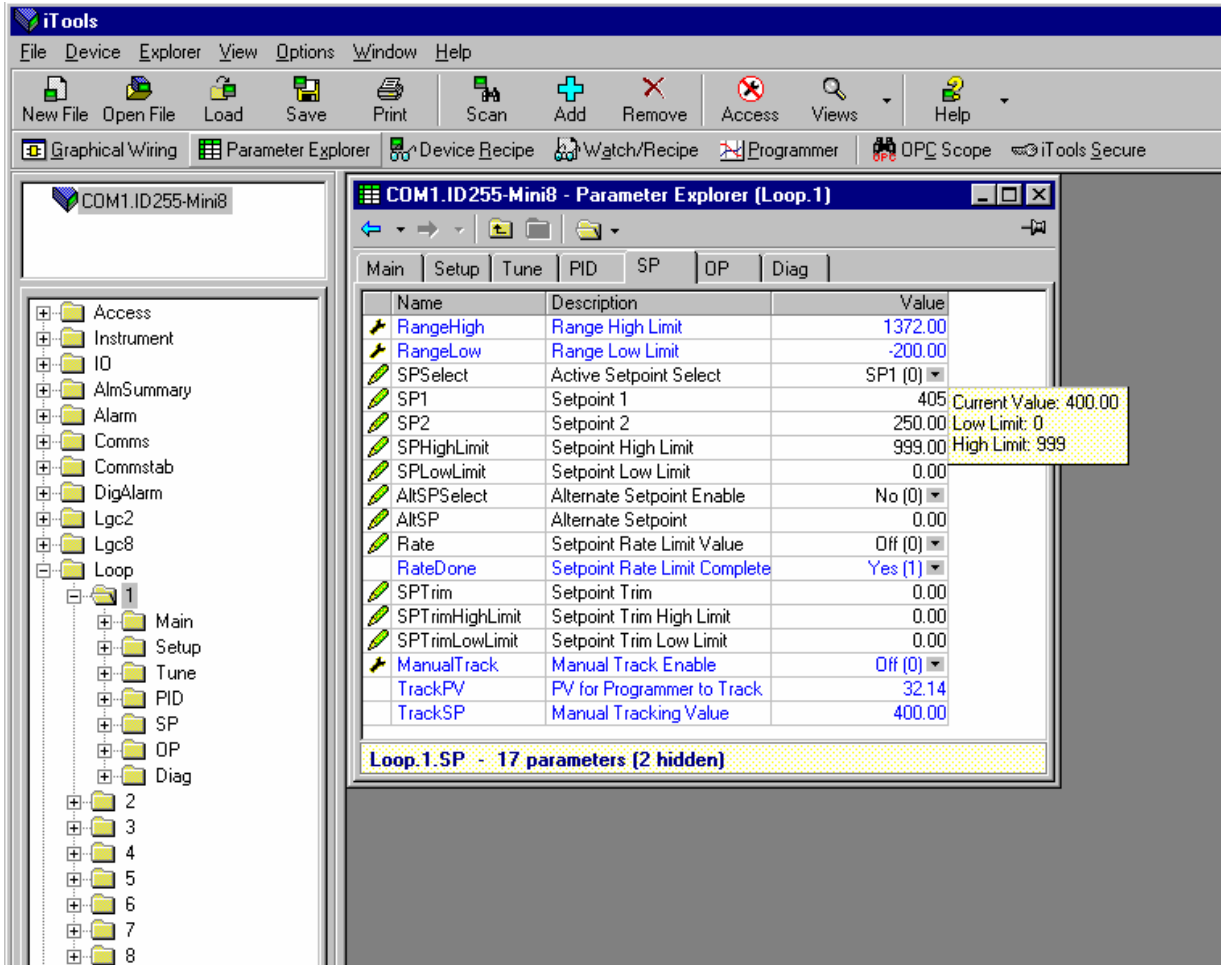 iTools
File Device Explorer View Options Window Help
New File Open File Load Save Print Scan Add Remove Access Views Help
Graphical Wiring Parameter Explorer Device Recipe Watch/Recipe Programmer OPC OPC Scope iTools Secure
COM1.ID255-Mini8
Access
Instrument
IO
AlmSummary
Alarm
Comms
Commstab
DigAlarm
Lgc2
Lgc8
Loop
1
Main
Setup
Tune
PID
SP
OP
Diag
2
3
4
5
6
7
8
COM1.ID255-Mini8 - Parameter Explorer (Loop.1)
Main Setup Tune PID SP OP Diag
Name Description Value
RangeHigh Range High Limit 1372.00
RangeLow Range Low Limit -200.00
SPSelect Active Setpoint Select SP1 (0)
SP1 Setpoint 1 405
SP2 Setpoint 2 250.00
SPHighLimit Setpoint High Limit 999.00
SPLowLimit Setpoint Low Limit 0.00
AltSPSelect Alternate Setpoint Enable No (0)
AltSP Alternate Setpoint 0.00
Rate Setpoint Rate Limit Value Off (0)
RateDone Setpoint Rate Limit Complete Yes (1)
SPTrim Setpoint Trim 0.00
SPTrimHighLimit Setpoint Trim High Limit 0.00
SPTrimLowLimit Setpoint Trim Low Limit 0.00
ManualTrack Manual Track Enable Off (0)
TrackPV PV for Programmer to Track 32.14
TrackSP Manual Tracking Value 400.00
Current Value: 400.00
Low Limit: 0
High Limit: 999
Loop.1.SP - 17 parameters (2 hidden)